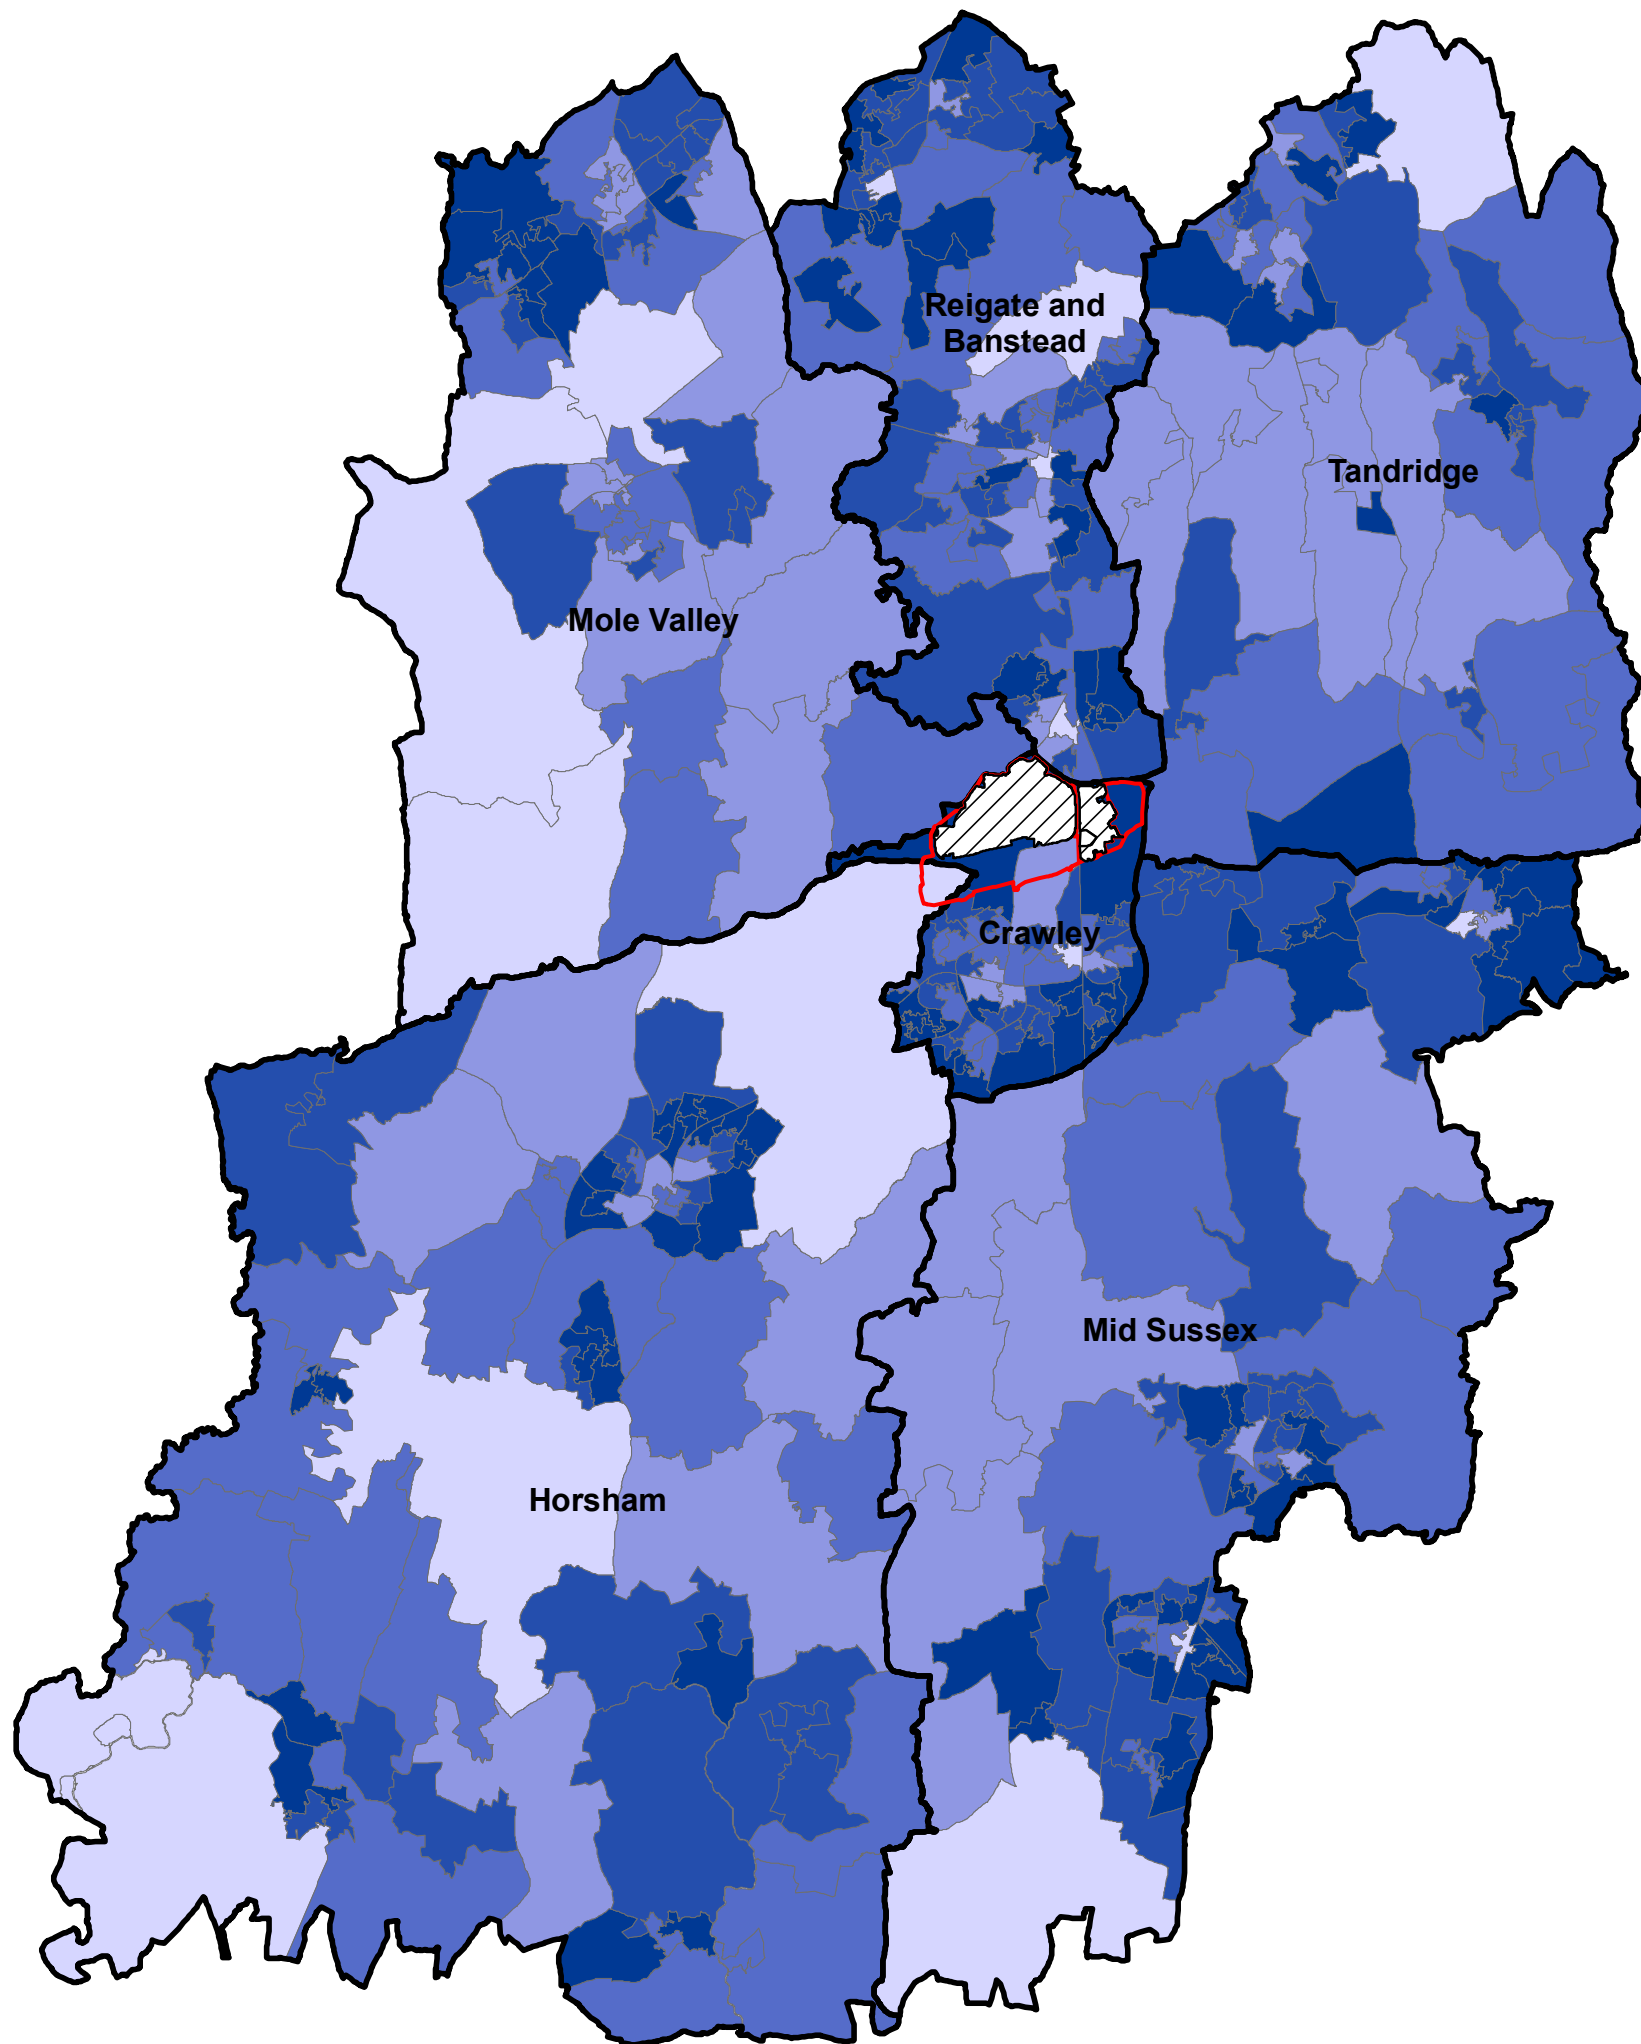 Reigate and
Banstead
Tandridge
Mole Valley
Crawley
Mid Sussex
Horsham